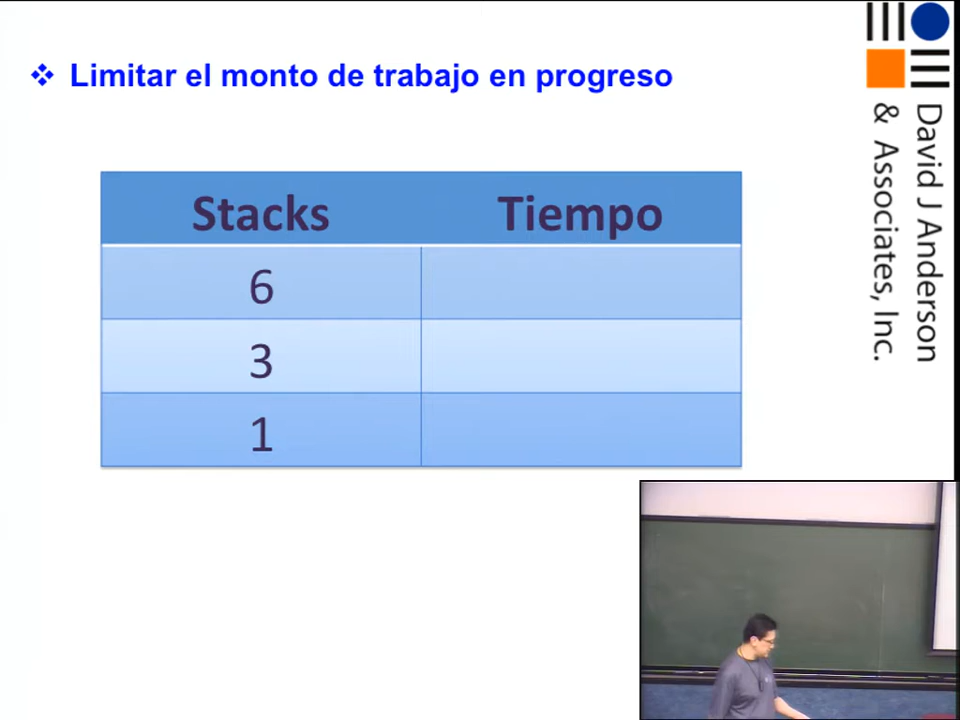 ❖ Limitar el monto de trabajo en progreso
Stacks Tiempo
6
3
1
David J Anderson
& Associates, Inc.